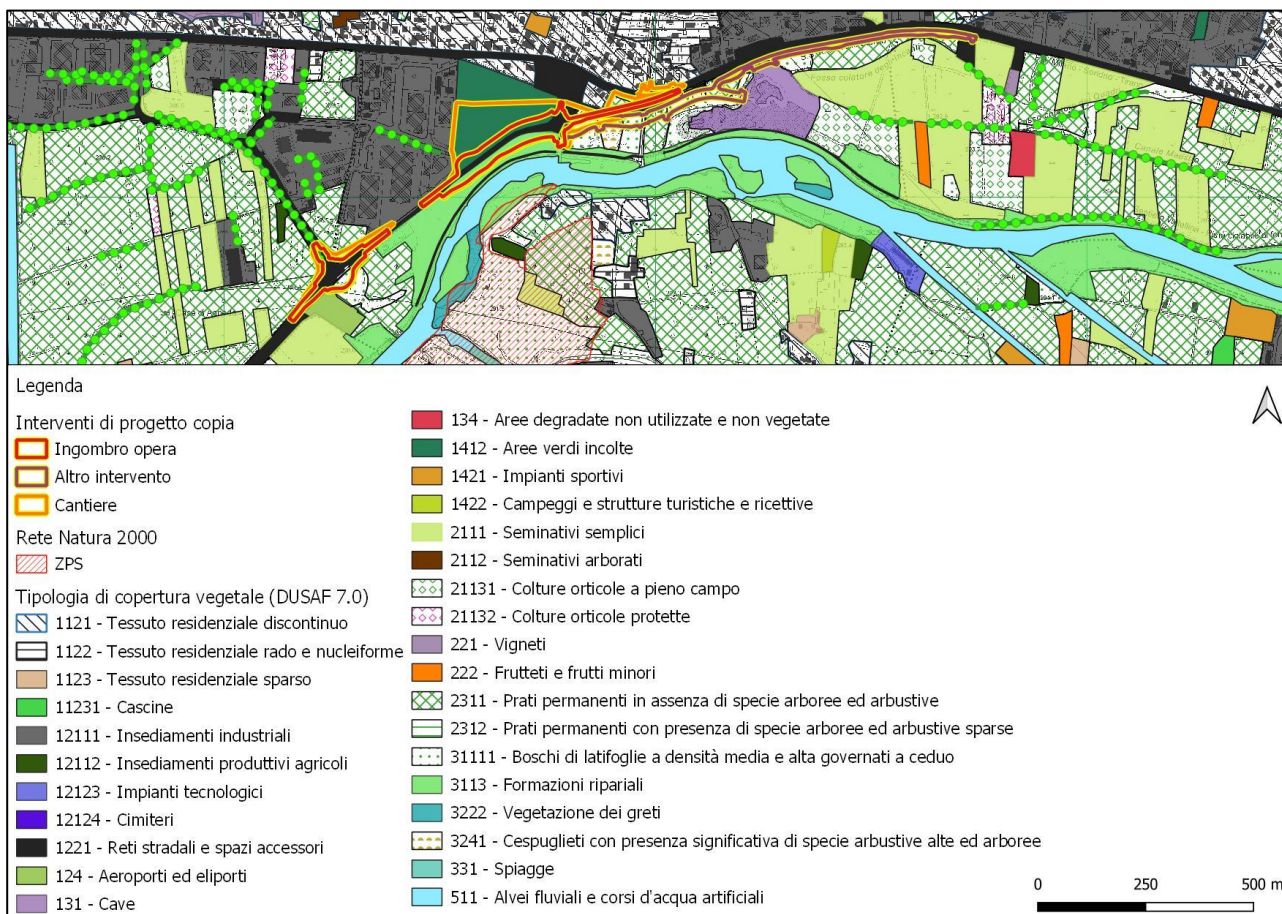 Fossa colatore degli
Sondrio - Tirano
Canale Maestro
Legenda
Interventi di progetto copia
Ingombro opera
Altro intervento
Cantiere
Rete Natura 2000
ZPS
Tipologia di copertura vegetale (DUSAF 7.0)
1121 - Tessuto residenziale discontinuo
1122 - Tessuto residenziale rado e nucleiforme
1123 - Tessuto residenziale sparso
11231 - Cascine
12111 - Insediamenti industriali
12112 - Insediamenti produttivi agricoli
12123 - Impianti tecnologici
12124 - Cimiteri
1221 - Reti stradali e spazi accessori
124 - Aeroporti ed eliporti
131 - Cave
134 - Aree degradate non utilizzate e non vegetate
1412 - Aree verdi incolte
1421 - Impianti sportivi
1422 - Campeggi e strutture turistiche e ricettive
2111 - Seminativi semplici
2112 - Seminativi arborati
21131 - Colture orticole a pieno campo
21132 - Colture orticole protette
221 - Vigneti
222 - Frutteti e frutti minori
2311 - Prati permanenti in assenza di specie arboree ed arbustive
2312 - Prati permanenti con presenza di specie arboree ed arbustive sparse
31111 - Boschi di latifoglie a densità media e alta governati a ceduo
3113 - Formazioni ripariali
3222 - Vegetazione dei greti
3241 - Cespuglieti con presenza significativa di specie arbustive alte ed arboree
331 - Spiagge
511 - Alvei fluviali e corsi d'acqua artificiali
0 250 500 m